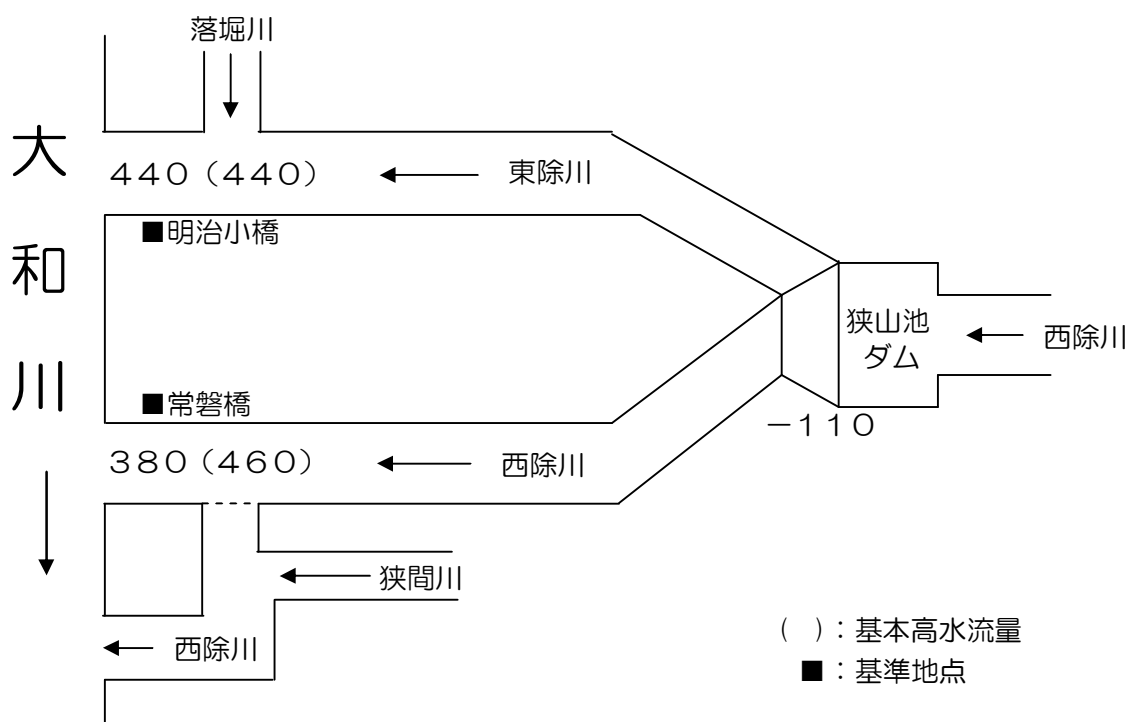 落堀川
大和川
440(440)
東除川
■明治小橋
狭山池
ダム
西除川
■常磐橋
−110
380(460)
西除川
狭間川
西除川
( ):基本高水流量
■:基準地点